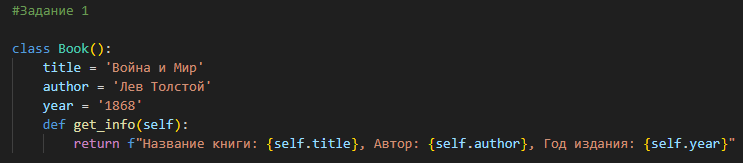 #Задание 1
class Book():
    title = 'Война и Мир'
    author = 'Лев Толстой'
    year = '1868'
    def get_info(self):
        return f"Название книги: {self.title}, Автор: {self.author}, Год издания: {self.year}"